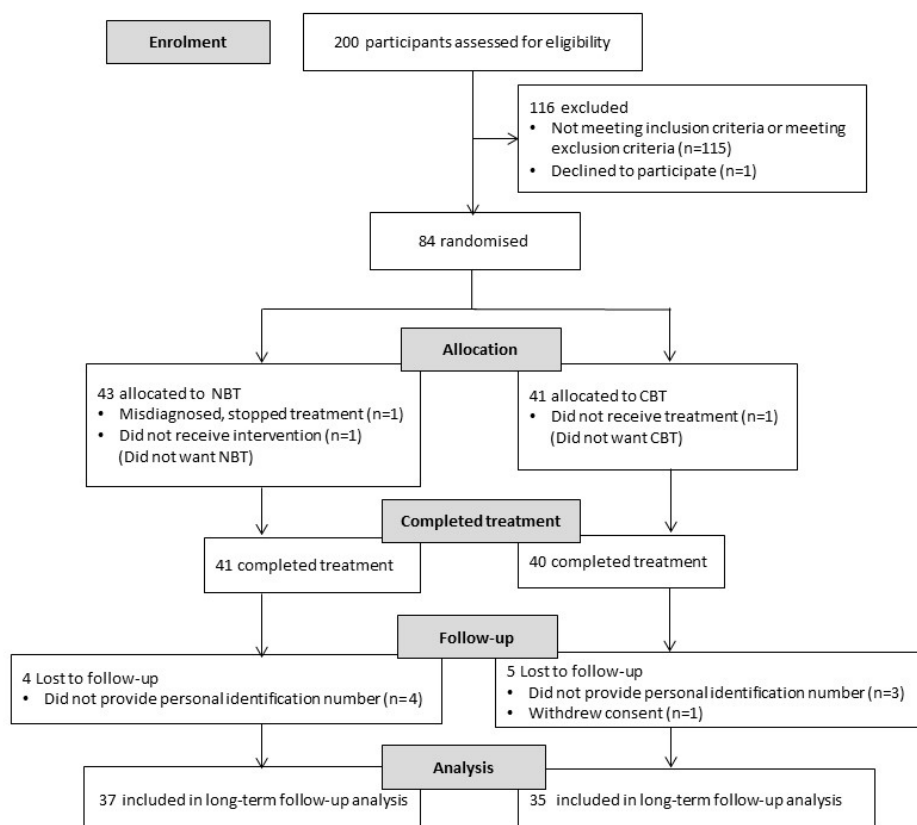 Enrolment
200 participants assessed for eligibility
116 excluded
• Not meeting inclusion criteria or meeting
exclusion criteria (n=115)
• Declined to participate (n=1)
84 randomised
Allocation
43 allocated to NBT
• Misdiagnosed, stopped treatment (n=1)
• Did not receive intervention (n=1)
(Did not want NBT)
41 allocated to CBT
• Did not receive treatment (n=1)
(Did not want CBT)
Completed treatment
41 completed treatment
40 completed treatment
Follow-up
4 Lost to follow-up
• Did not provide personal identification number (n=4)
5 Lost to follow-up
• Did not provide personal identification number (n=3)
• Withdrew consent (n=1)
Analysis
37 included in long-term follow-up analysis
35 included in long-term follow-up analysis